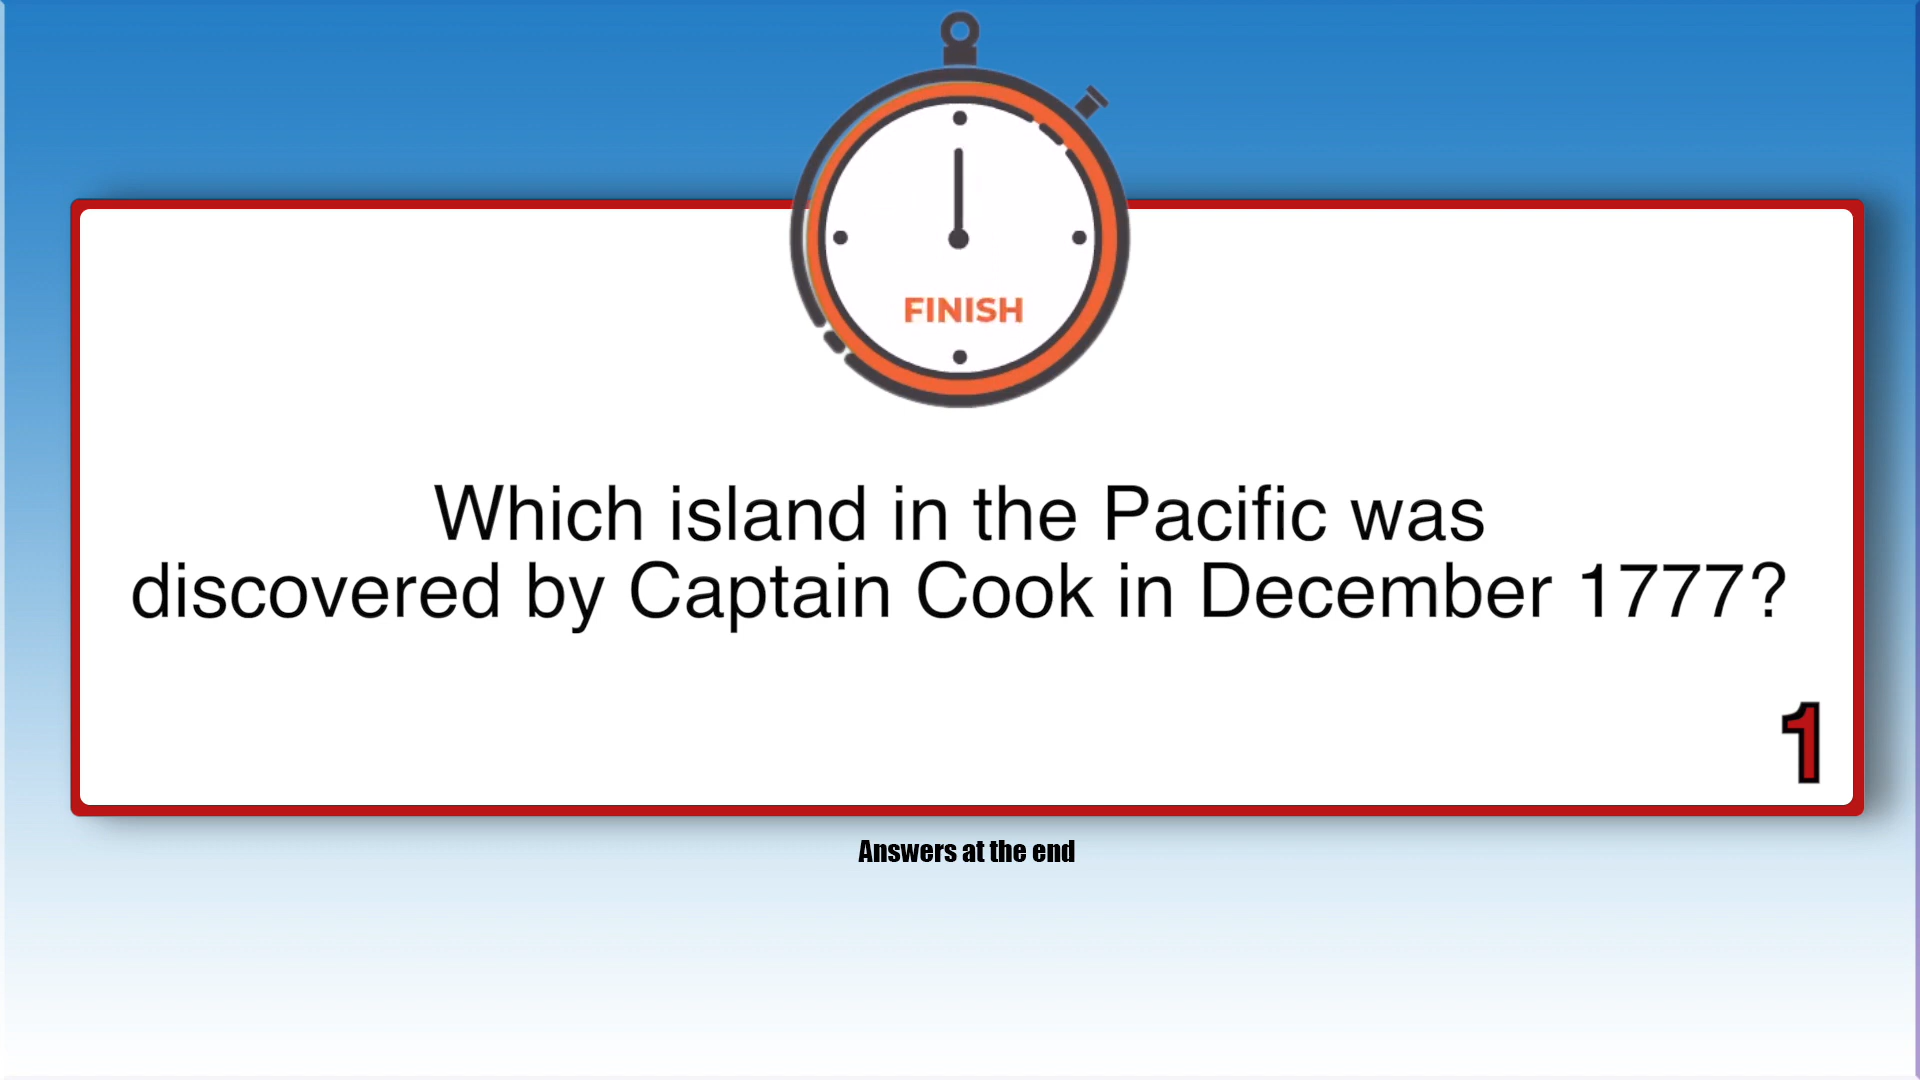 FINISH
Which island in the Pacific was
discovered by Captain Cook in December 1777?
1
Answers at the end